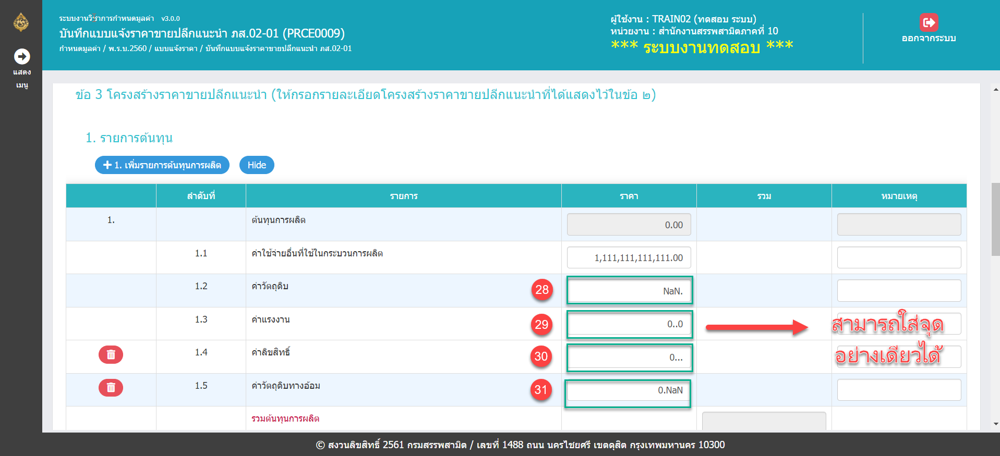 ระบบงานวิชาการกำหนดมูลค่า v3.0.0
บันทึกแบบแจ้งราคาขายปลีกแนะนำ ภส.02-01 (PRCE0009)
กำหนดมูลค่า / พ.ร.บ.2560 / แบบแจ้งราคา / บันทึกแบบแจ้งราคาขายปลีกแนะนำ ภส.02-01
ผู้ใช้งาน : TRAIN02 (ทดสอบ ระบบ)
หน่วยงาน : สำนักงานสรรพสามิตภาคที่ 10
*** ระบบงานทดสอบ ***
ออกจากระบบ
แสดง
เมนู
ข้อ 3 โครงสร้างราคาขายปลีกแนะนำ (ให้กรอกรายละเอียดโครงสร้างราคาขายปลีกแนะนำที่ได้แสดงไว้ในข้อ ๒)
1. รายการต้นทุน
1. เพิ่มรายการต้นทุนการผลิต Hide
ลำดับที่ รายการ ราคา รวม หมายเหตุ
1. ต้นทุนการผลิต 0.00
1.1 ค่าใช้จ่ายอื่นที่ใช้ในกระบวนการผลิต 1,111,111,111,111.00
1.2 ค่าวัตถุดิบ 28 NaN.
1.3 ค่าแรงงาน 29 0..0 สามารถใส่จุด
1.4 ค่าลิขสิทธิ์ 30 0... อย่างเดียวได้
1.5 ค่าวัตถุดิบทางอ้อม 31 0.NaN
รวมต้นทุนการผลิต
© สงวนลิขสิทธิ์ 2561 กรมสรรพสามิต / เลขที่ 1488 ถนน นครไชยศรี เขตดุสิต กรุงเทพมหานคร 10300